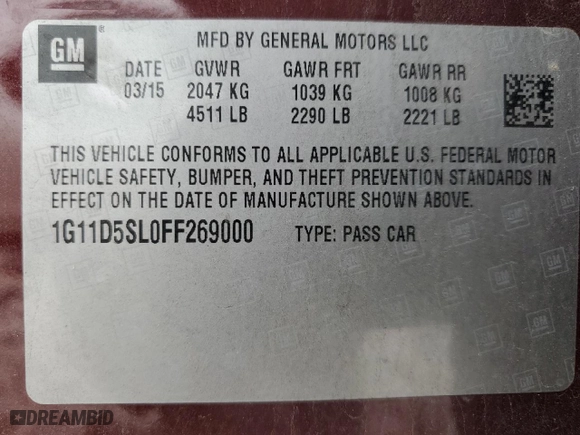 GM ®
MFD BY GENERAL MOTORS LLC
DATE GVWR GAWR FRT GAWR RR
03/15 2047 KG 1039 KG 1008 KG
4511 LB 2290 LB 2221 LB
THIS VEHICLE CONFORMS TO ALL APPLICABLE U.S. FEDERAL MOTOR
VEHICLE SAFETY, BUMPER, AND THEFT PREVENTION STANDARDS
IN EFFECT ON THE DATE OF MANUFACTURE SHOWN ABOVE.
1G11D5SL0FF269000 TYPE: PASS CAR
DREAMBID